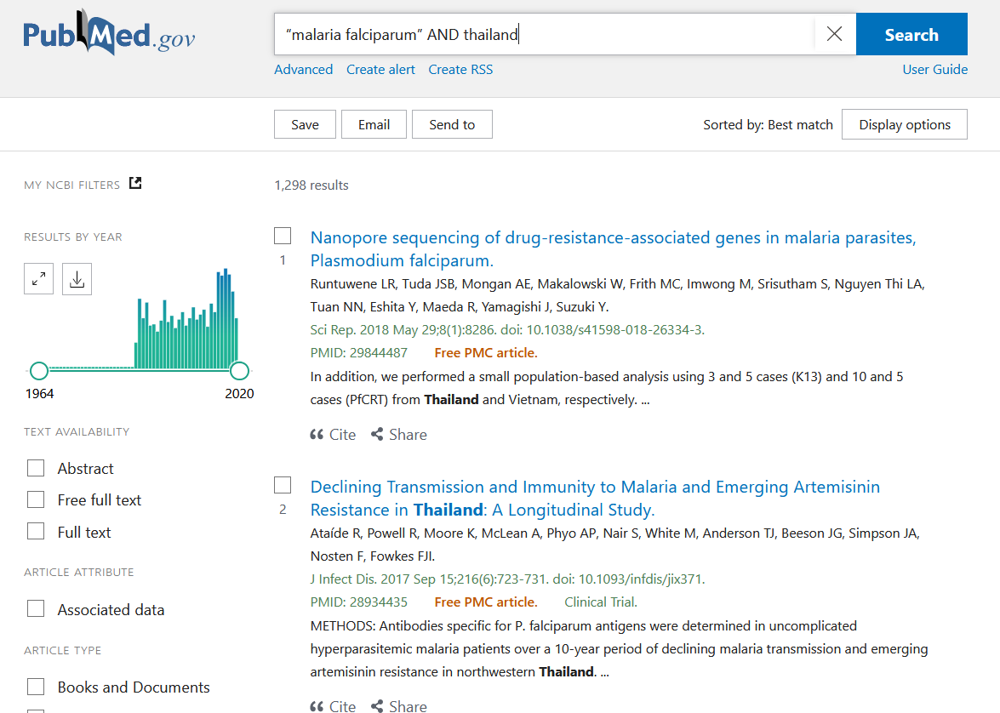 PubMed.gov
“malaria falciparum” AND thailand
Search
Advanced Create alert Create RSS
User Guide
Save Email Send to
Sorted by: Best match Display options
MY NCBI FILTERS
1,298 results
RESULTS BY YEAR
1964 2020
TEXT AVAILABILITY
Abstract
Free full text
Full text
ARTICLE ATTRIBUTE
Associated data
ARTICLE TYPE
Books and Documents
1
Nanopore sequencing of drug-resistance-associated genes in malaria parasites,
Plasmodium falciparum.
Runtuwene LR, Tuda JSB, Mongan AE, Makalowski W, Frith MC, Imwong M, Srisutham S, Nguyen Thi LA,
Tuan NN, Eshita Y, Maeda R, Yamagishi J, Suzuki Y.
Sci Rep. 2018 May 29;8(1):8286. doi: 10.1038/s41598-018-26334-3.
PMID: 29844487 Free PMC article.
In addition, we performed a small population-based analysis using 3 and 5 cases (K13) and 10 and 5
cases (PfCRT) from Thailand and Vietnam, respectively. ...
Cite Share
2
Declining Transmission and Immunity to Malaria and Emerging Artemisinin
Resistance in Thailand: A Longitudinal Study.
Ataíde R, Powell R, Moore K, McLean A, Phyo AP, Nair S, White M, Anderson TJ, Beeson JG, Simpson JA,
Nosten F, Fowkes FJI.
J Infect Dis. 2017 Sep 15;216(6):723-731. doi: 10.1093/infdis/jix371.
PMID: 28934435 Free PMC article. Clinical Trial.
METHODS: Antibodies specific for P. falciparum antigens were determined in uncomplicated
hyperparasitemic malaria patients over a 10-year period of declining malaria transmission and emerging
artemisinin resistance in northwestern Thailand. ...
Cite Share